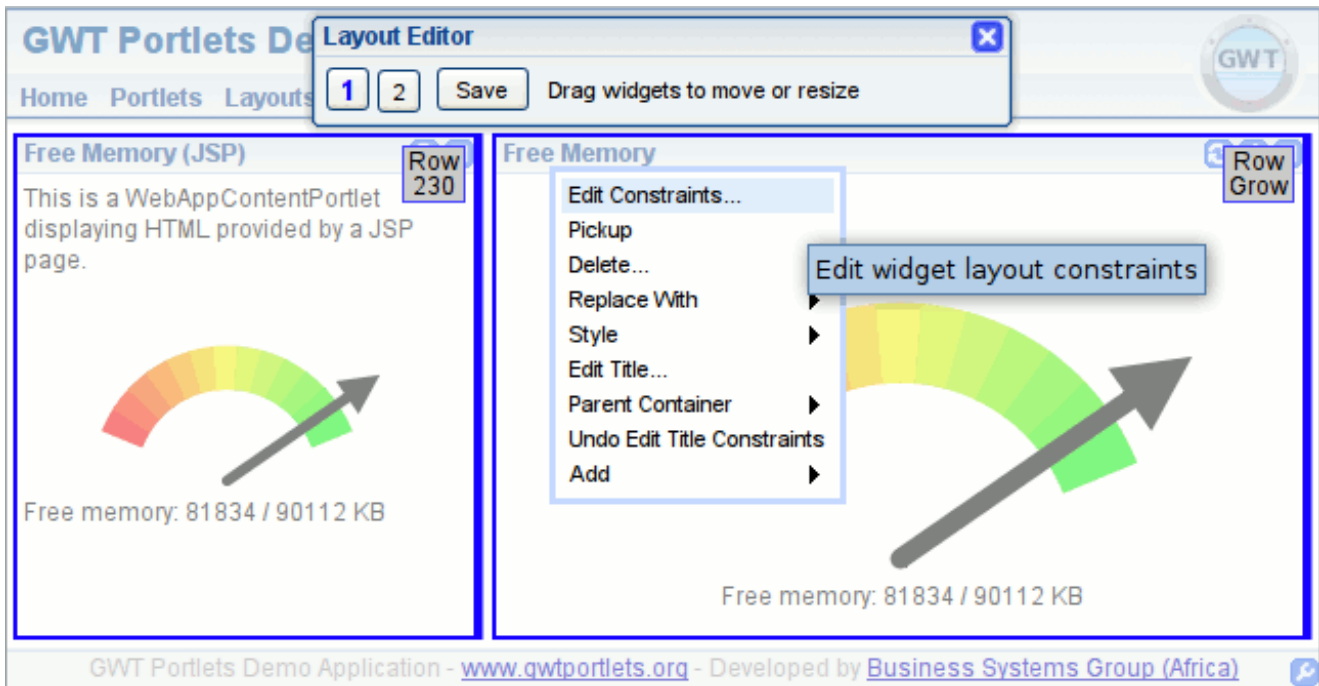 GWT Portlets De
Layout Editor
GWT
Home Portlets Layouts
1 2 Save Drag widgets to move or resize
Free Memory (JSP)
Row
230
This is a WebAppContentPortlet
displaying HTML provided by a JSP
page.
Free memory: 81834 / 90112 KB
Free Memory
Row
Grow
Edit Constraints...
Pickup
Delete...
Edit widget layout constraints
Replace With
Style
Edit Title...
Parent Container
Undo Edit Title Constraints
Add
Free memory: 81834 / 90112 KB
GWT Portlets Demo Application - www.gwtportlets.org - Developed by Business Systems Group (Africa)